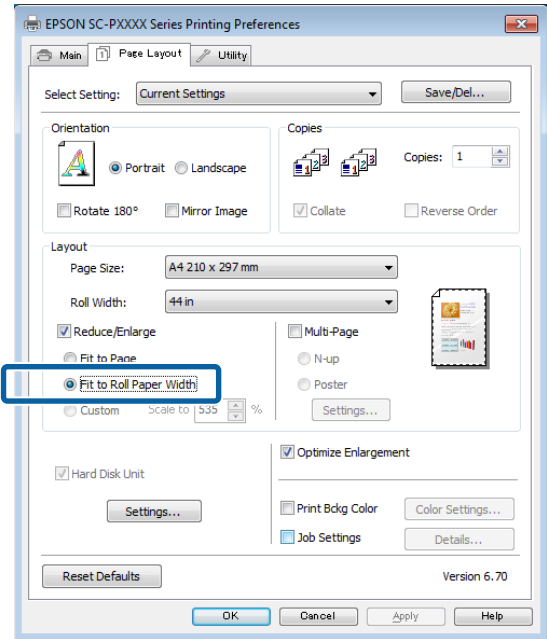 EPSON SC-PXXXX Series Printing Preferences
Main Page Layout Utility
Select Setting: Current Settings Save/Del...
Orientation Copies
Portrait Landscape Copies: 1
Rotate 180° Mirror Image Collate Reverse Order
Layout
Page Size: A4 210 x 297 mm
Roll Width: 44 in
Reduce/Enlarge Multi-Page
Fit to Page N-up
Fit to Roll Paper Width Poster
Custom Scale to 535 % Settings...
Optimize Enlargement
Hard Disk Unit
Settings... Print Bckg Color Color Settings...
Job Settings Details...
Reset Defaults Version 6.70
OK Cancel Apply Help